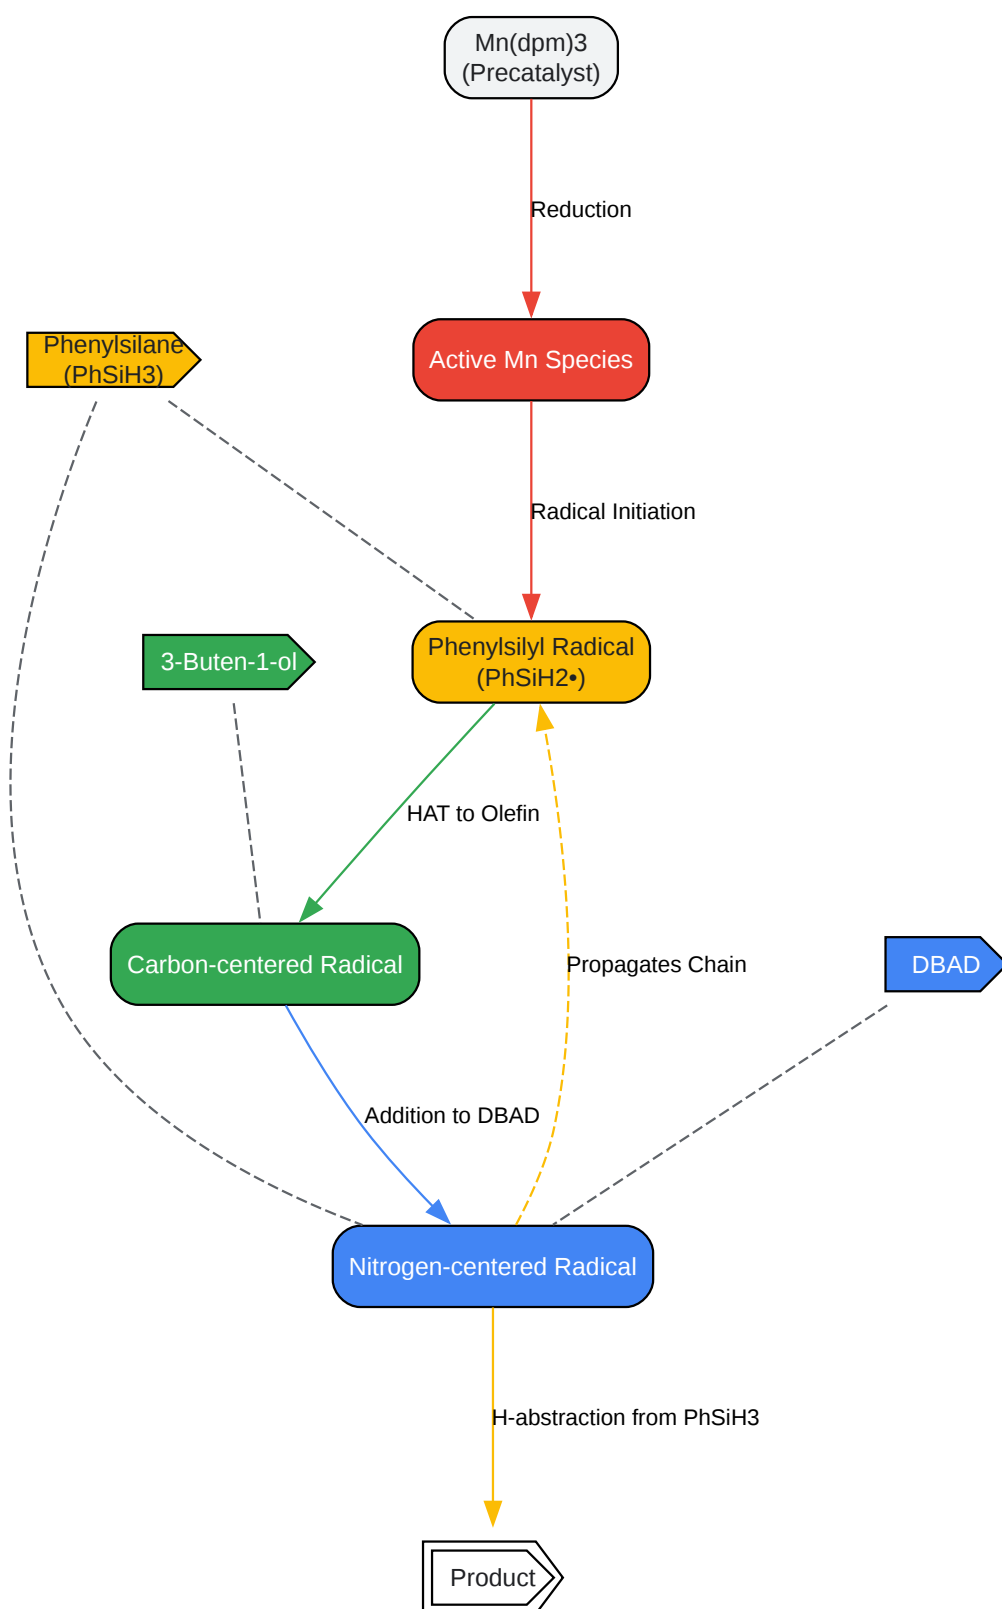 Mn(dpm)3
(Precatalyst)
Reduction
Phenylsilane
(PhSiH3)
Active Mn Species
Radical Initiation
3-Buten-1-ol
Phenylsilyl Radical
(PhSiH2•)
HAT to Olefin
Carbon-centered Radical
Propagates Chain
DBAD
Addition to DBAD
Nitrogen-centered Radical
H-abstraction from PhSiH3
Product